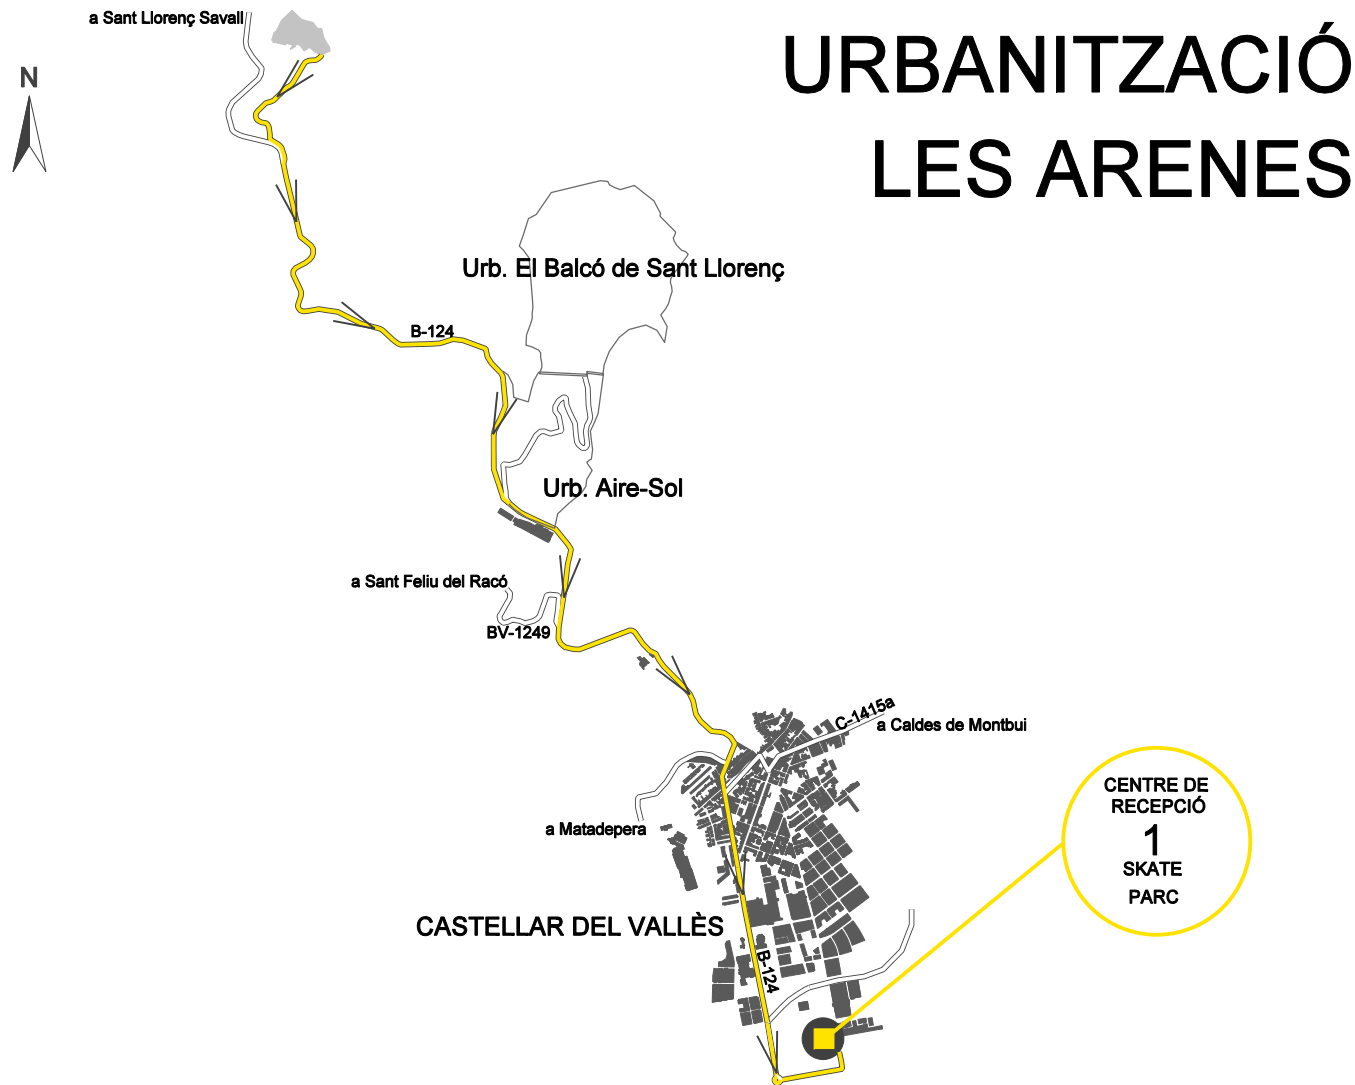 a Sant Llorenç Savall
URBANITZACIÓ
LES ARENES
N
Urb. El Balcó de Sant Llorenç
B-124
Urb. Aire-Sol
a Sant Feliu del Racó
BV-1249
C-1415a
a Caldes de Montbui
a Matadepera
CENTRE DE
RECEPCIÓ
1
SKATE
PARC
CASTELLAR DEL VALLÈS
B-124